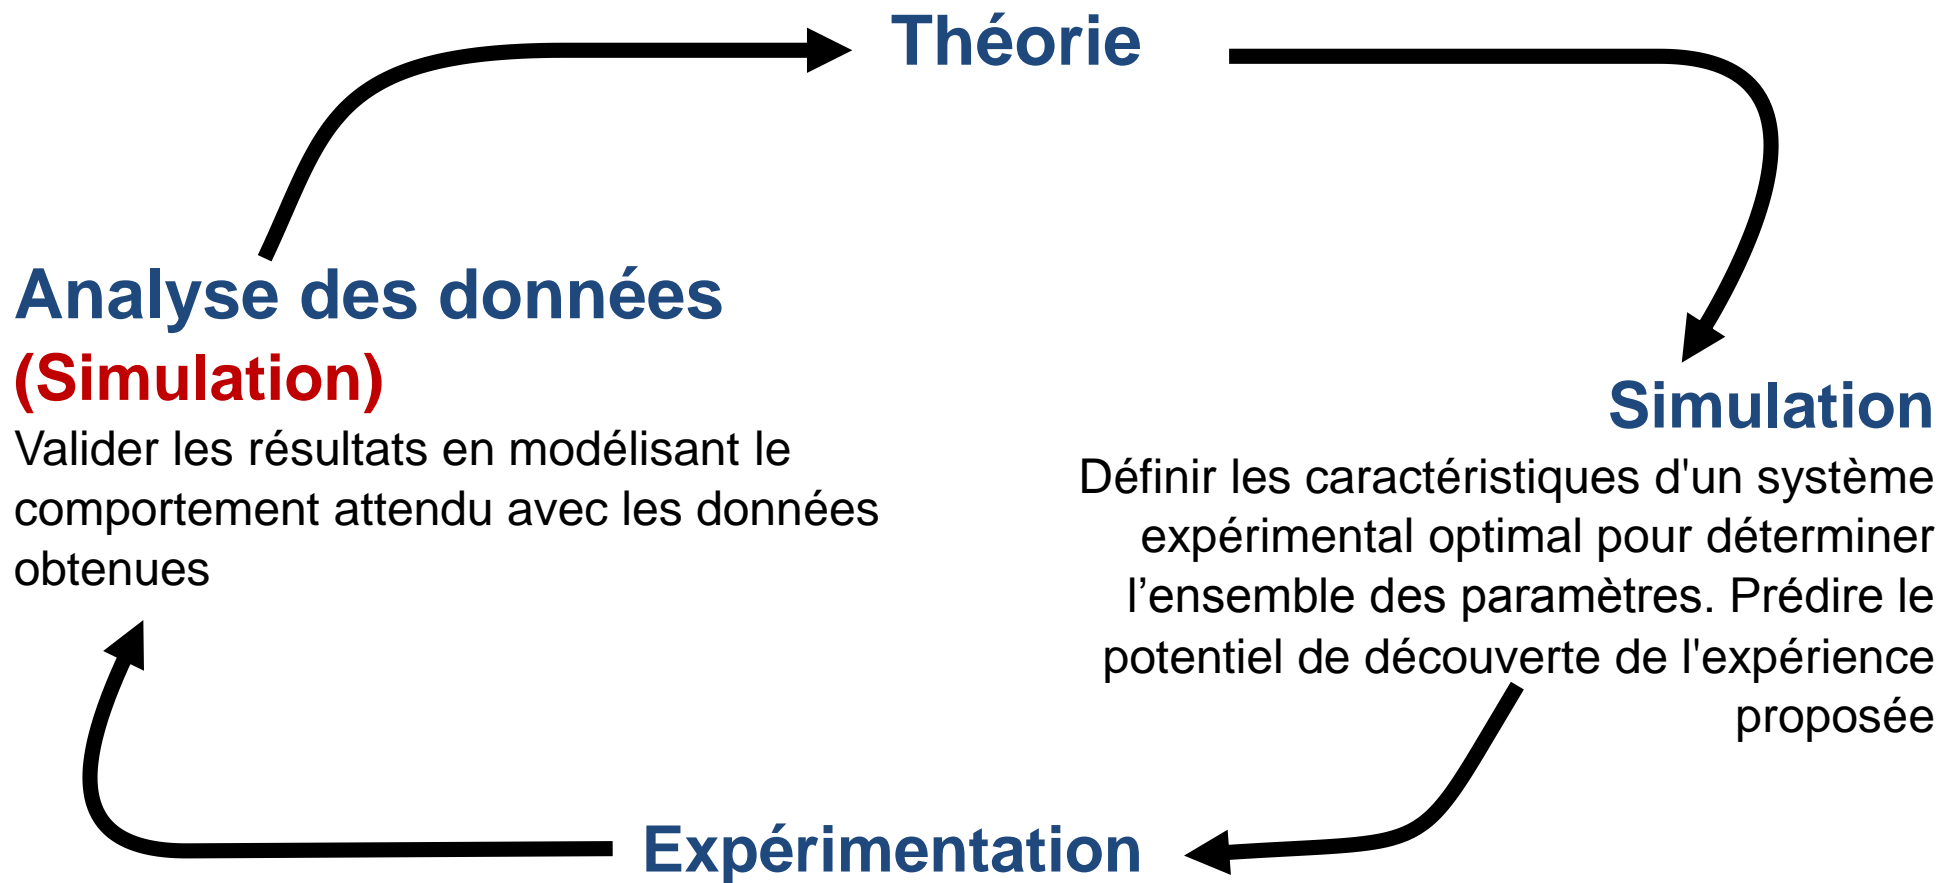 Théorie
Analyse des données
(Simulation)
Valider les résultats en modélisant le
comportement attendu avec les données
obtenues
Simulation
Définir les caractéristiques d'un système
expérimental optimal pour déterminer
l’ensemble des paramètres. Prédire le
potentiel de découverte de l'expérience
proposée
Expérimentation